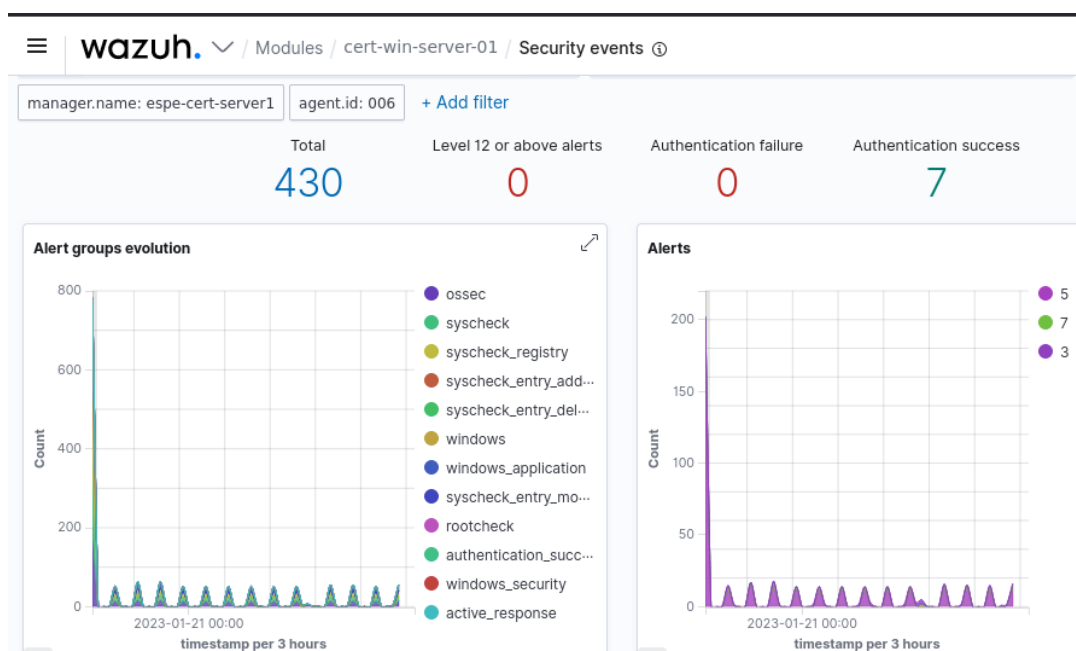 wazuh. / Modules / cert-win-server-01 / Security events
manager.name: espe-cert-server1 agent.id: 006 + Add filter
Total
430
Level 12 or above alerts
0
Authentication failure
0
Authentication success
7
Alert groups evolution
800
600
400
200
0
Count
2023-01-21 00:00
timestamp per 3 hours
ossec
syscheck
syscheck_registry
syscheck_entry_add...
syscheck_entry_del...
windows
windows_application
syscheck_entry_mo...
rootcheck
authentication_succ...
windows_security
active_response
Alerts
200
150
100
50
0
Count
2023-01-21 00:00
timestamp per 3 hours
5
7
3